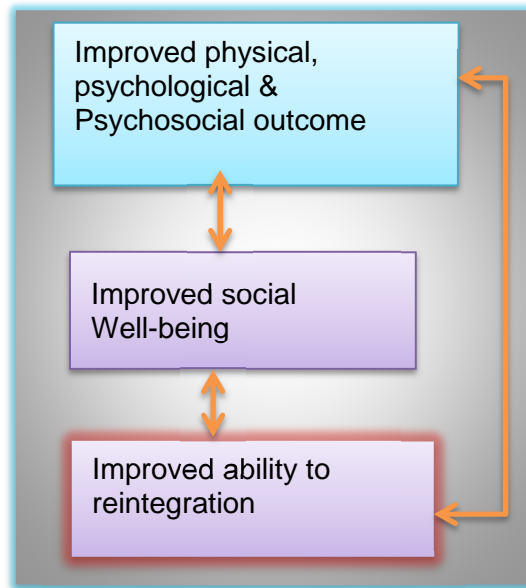 Improved physical,
psychological &
Psychosocial outcome
Improved social
Well-being
Improved ability to
reintegration